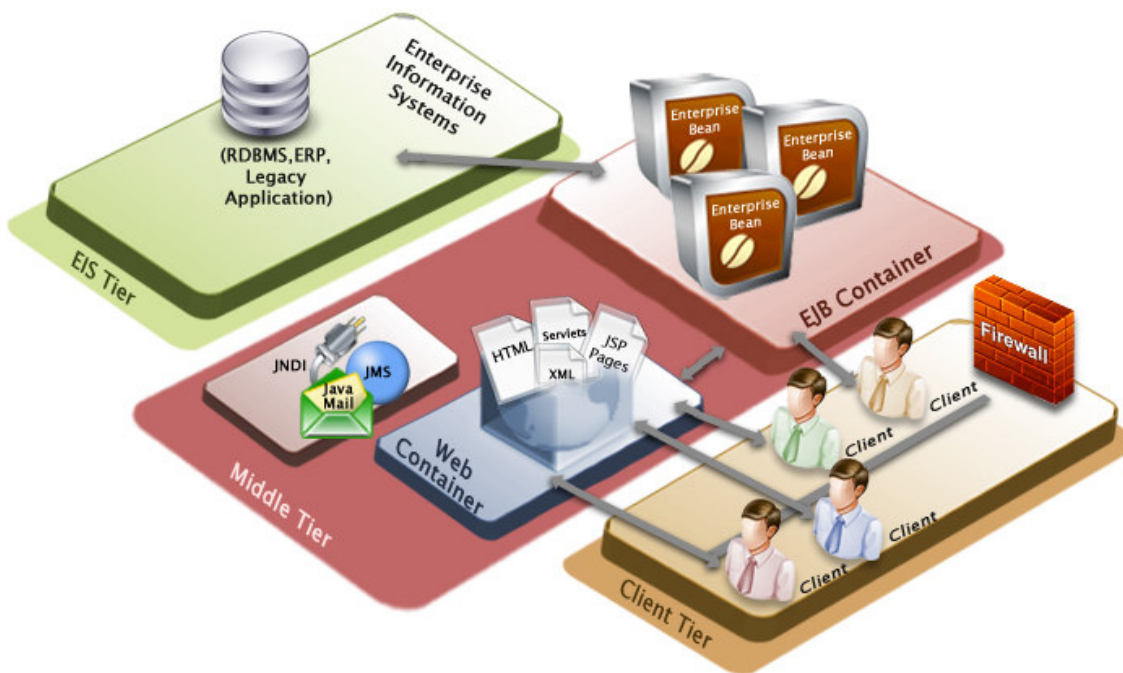 Enterprise
Information
Systems
(RDBMS,ERP,
Legacy
Application)
EIS Tier
Enterprise
Bean
Enterprise
Bean
Enterprise
Bean
EJB Container
Firewall
JNDI
JMS
Java
Mail
HTML
Servlets
XML
JSP
Pages
Web
Container
Middle Tier
Client
Client
Client
Client
Client Tier